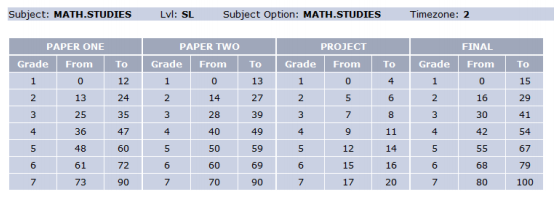 Subject: MATH.STUDIES Lvl: SL Subject Option: MATH.STUDIES Timezone: 2
PAPER ONE PAPER TWO PROJECT FINAL
Grade From To Grade From To Grade From To Grade From To
1 0 12 1 0 13 1 0 4 1 0 15
2 13 24 2 14 27 2 5 6 2 16 29
3 25 35 3 28 39 3 7 8 3 30 41
4 36 47 4 40 49 4 9 11 4 42 54
5 48 60 5 50 59 5 12 14 5 55 67
6 61 72 6 60 69 6 15 16 6 68 79
7 73 90 7 70 90 7 17 20 7 80 100